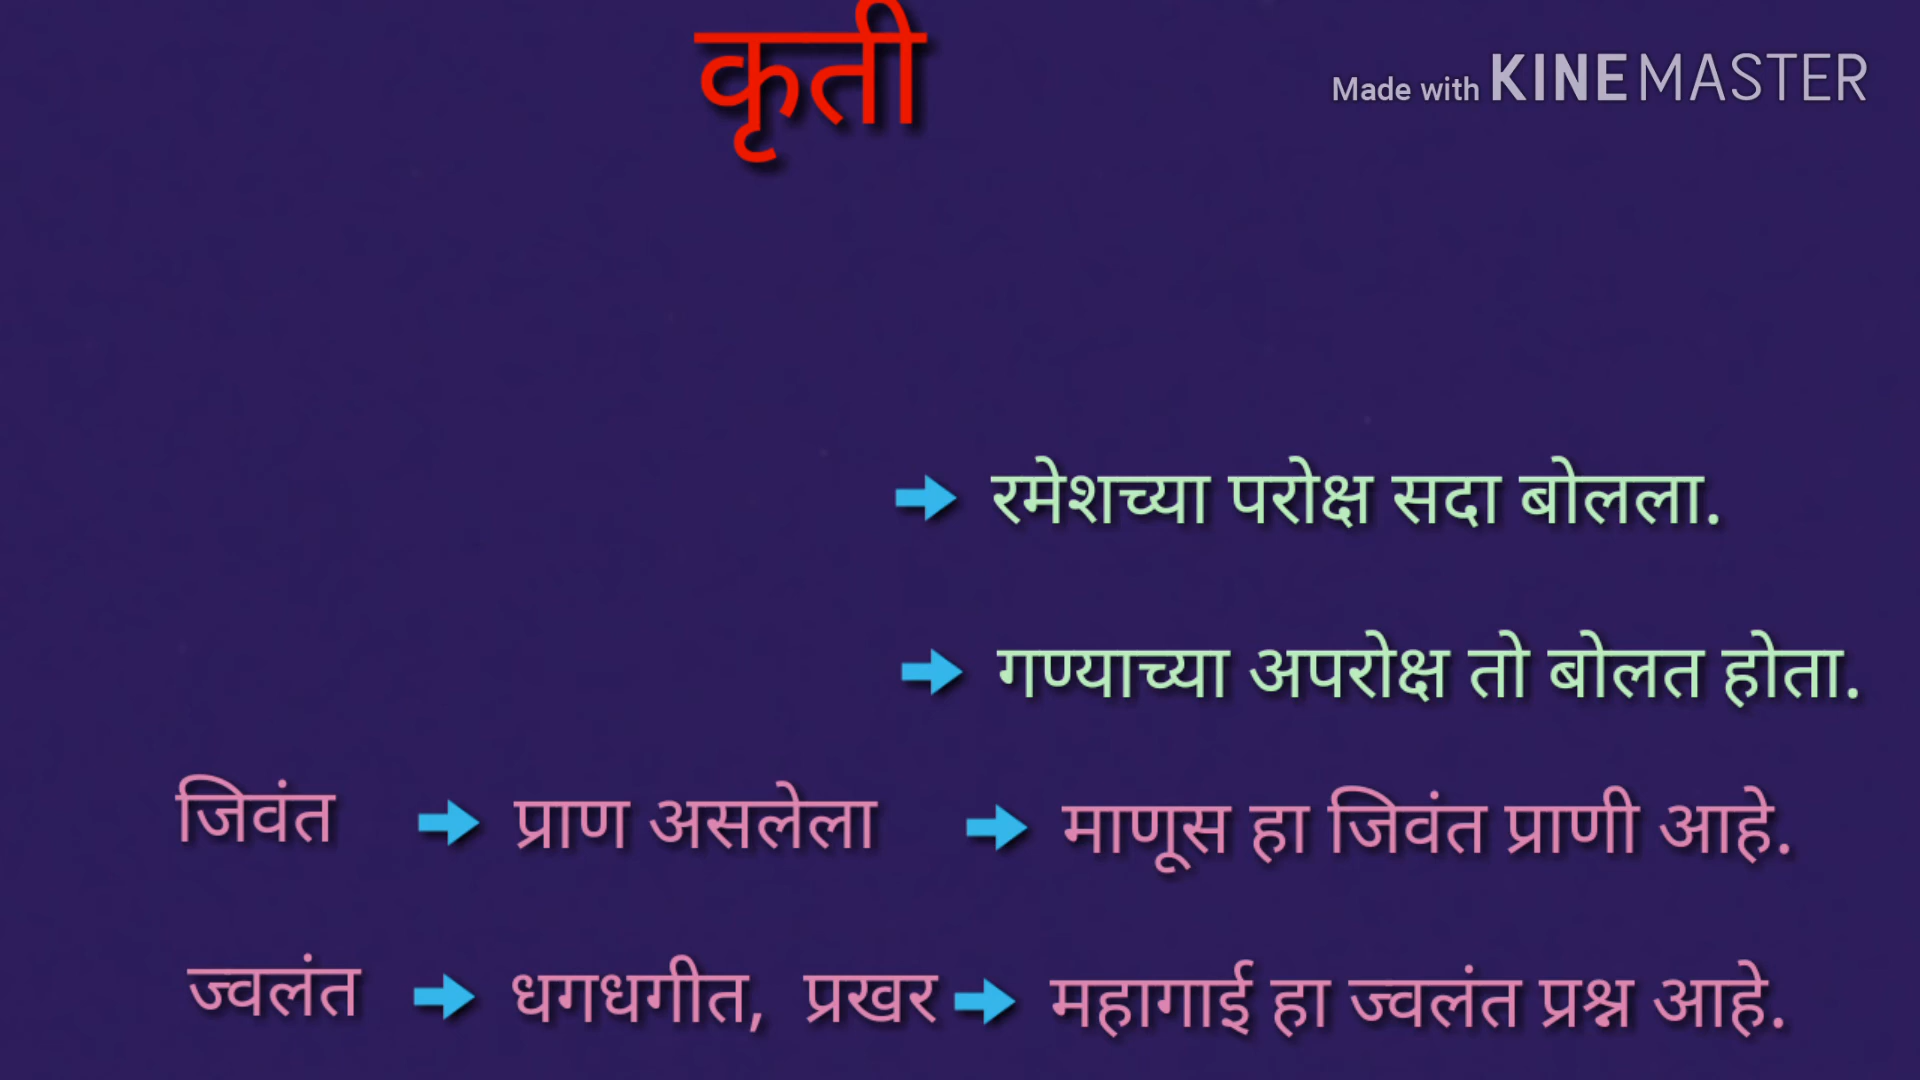 कृती
Made with KINEMASTER
➡ रमेशच्या परोक्ष सदा बोलला.
➡ गण्याच्या अपरोक्ष तो बोलत होता.
जिवंत ➡ प्राण असलेला ➡ माणूस हा जिवंत प्राणी आहे.
ज्वलंत ➡ धगधगीत, प्रखर ➡ महागाई हा ज्वलंत प्रश्न आहे.